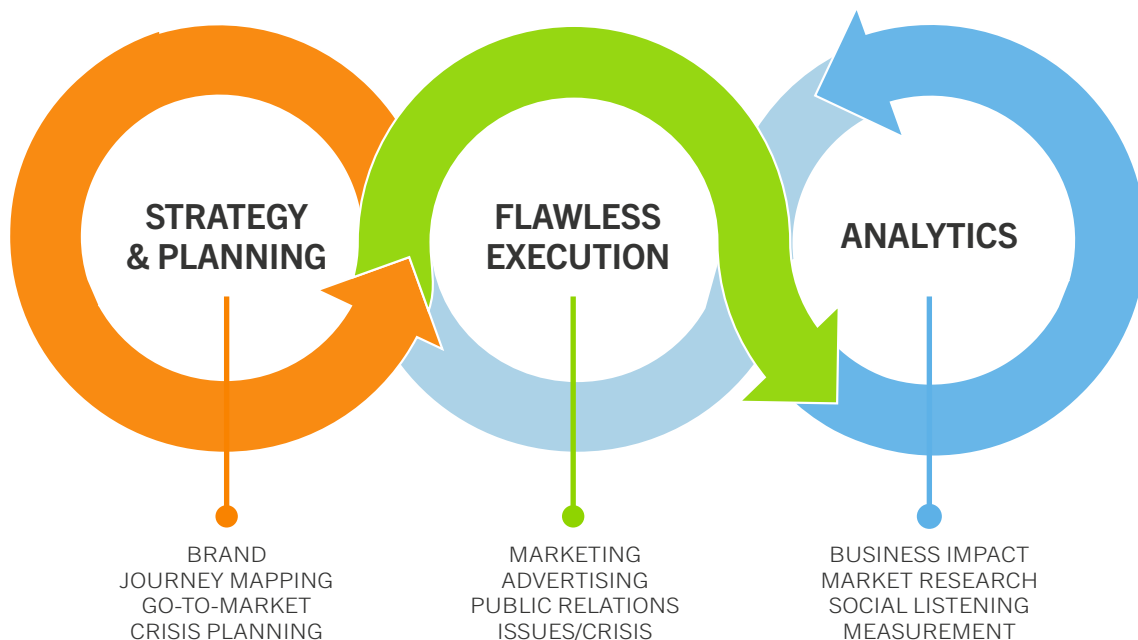 STRATEGY
& PLANNING
FLAWLESS
EXECUTION
ANALYTICS
BRAND
JOURNEY MAPPING
GO-TO-MARKET
CRISIS PLANNING
MARKETING
ADVERTISING
PUBLIC RELATIONS
ISSUES/CRISIS
BUSINESS IMPACT
MARKET RESEARCH
SOCIAL LISTENING
MEASUREMENT